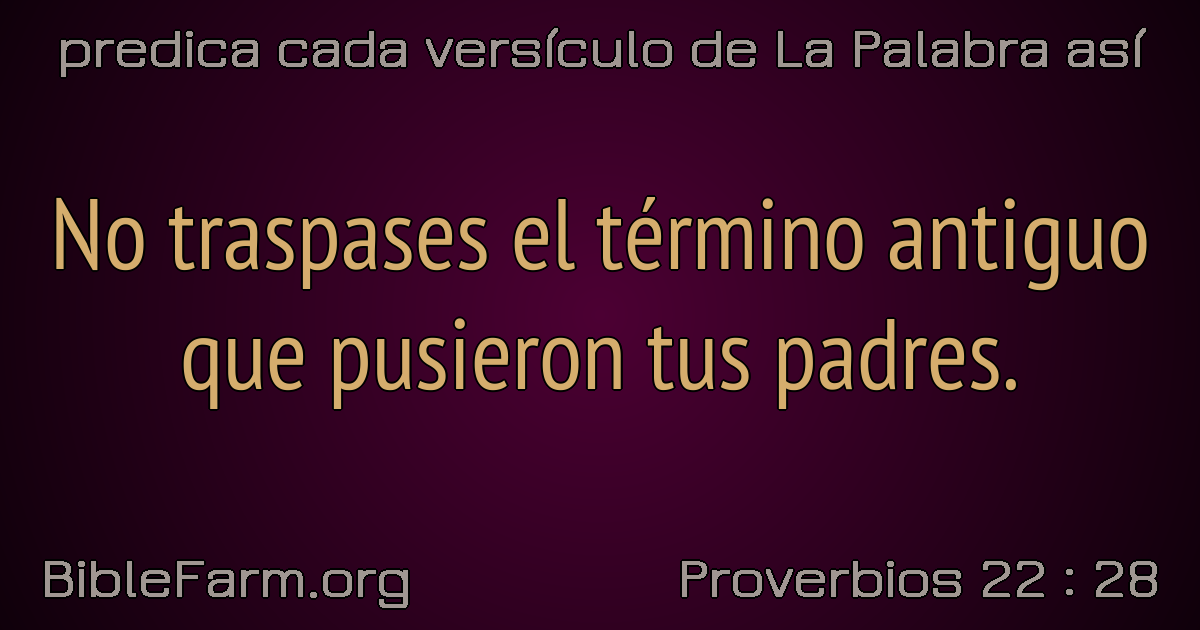 predica cada versículo de La Palabra así
No traspases el término antiguo
que pusieron tus padres.
BibleFarm.org
Proverbios 22 : 28